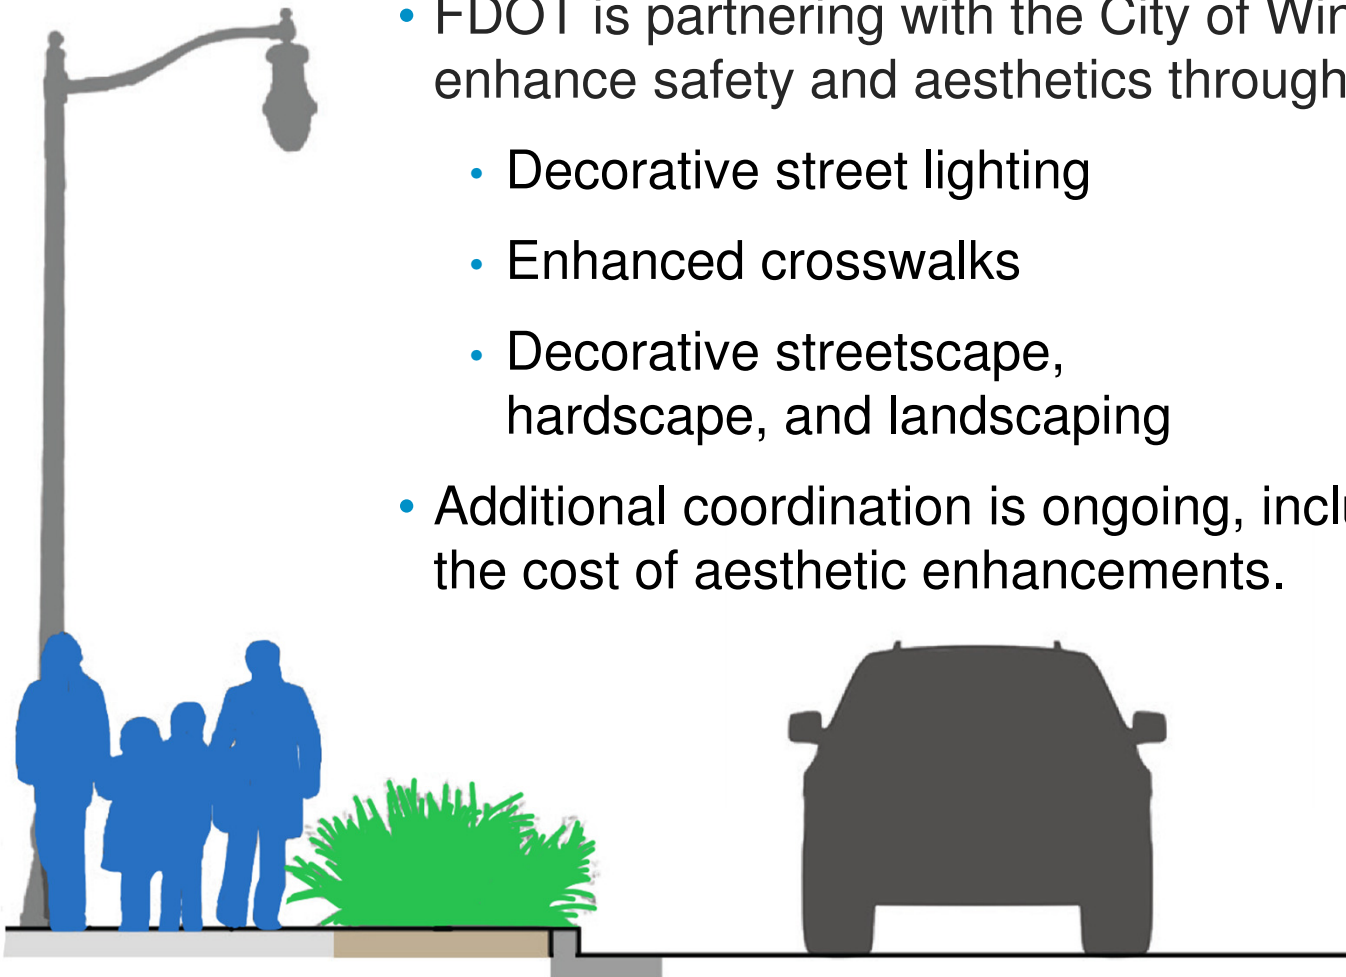 • FDOT is partnering with the City of
enhance safety and aesthetics through
• Decorative street lighting
• Enhanced crosswalks
• Decorative streetscape,
hardscape, and landscaping
• Additional coordination is ongoing,
the cost of aesthetic enhancements.